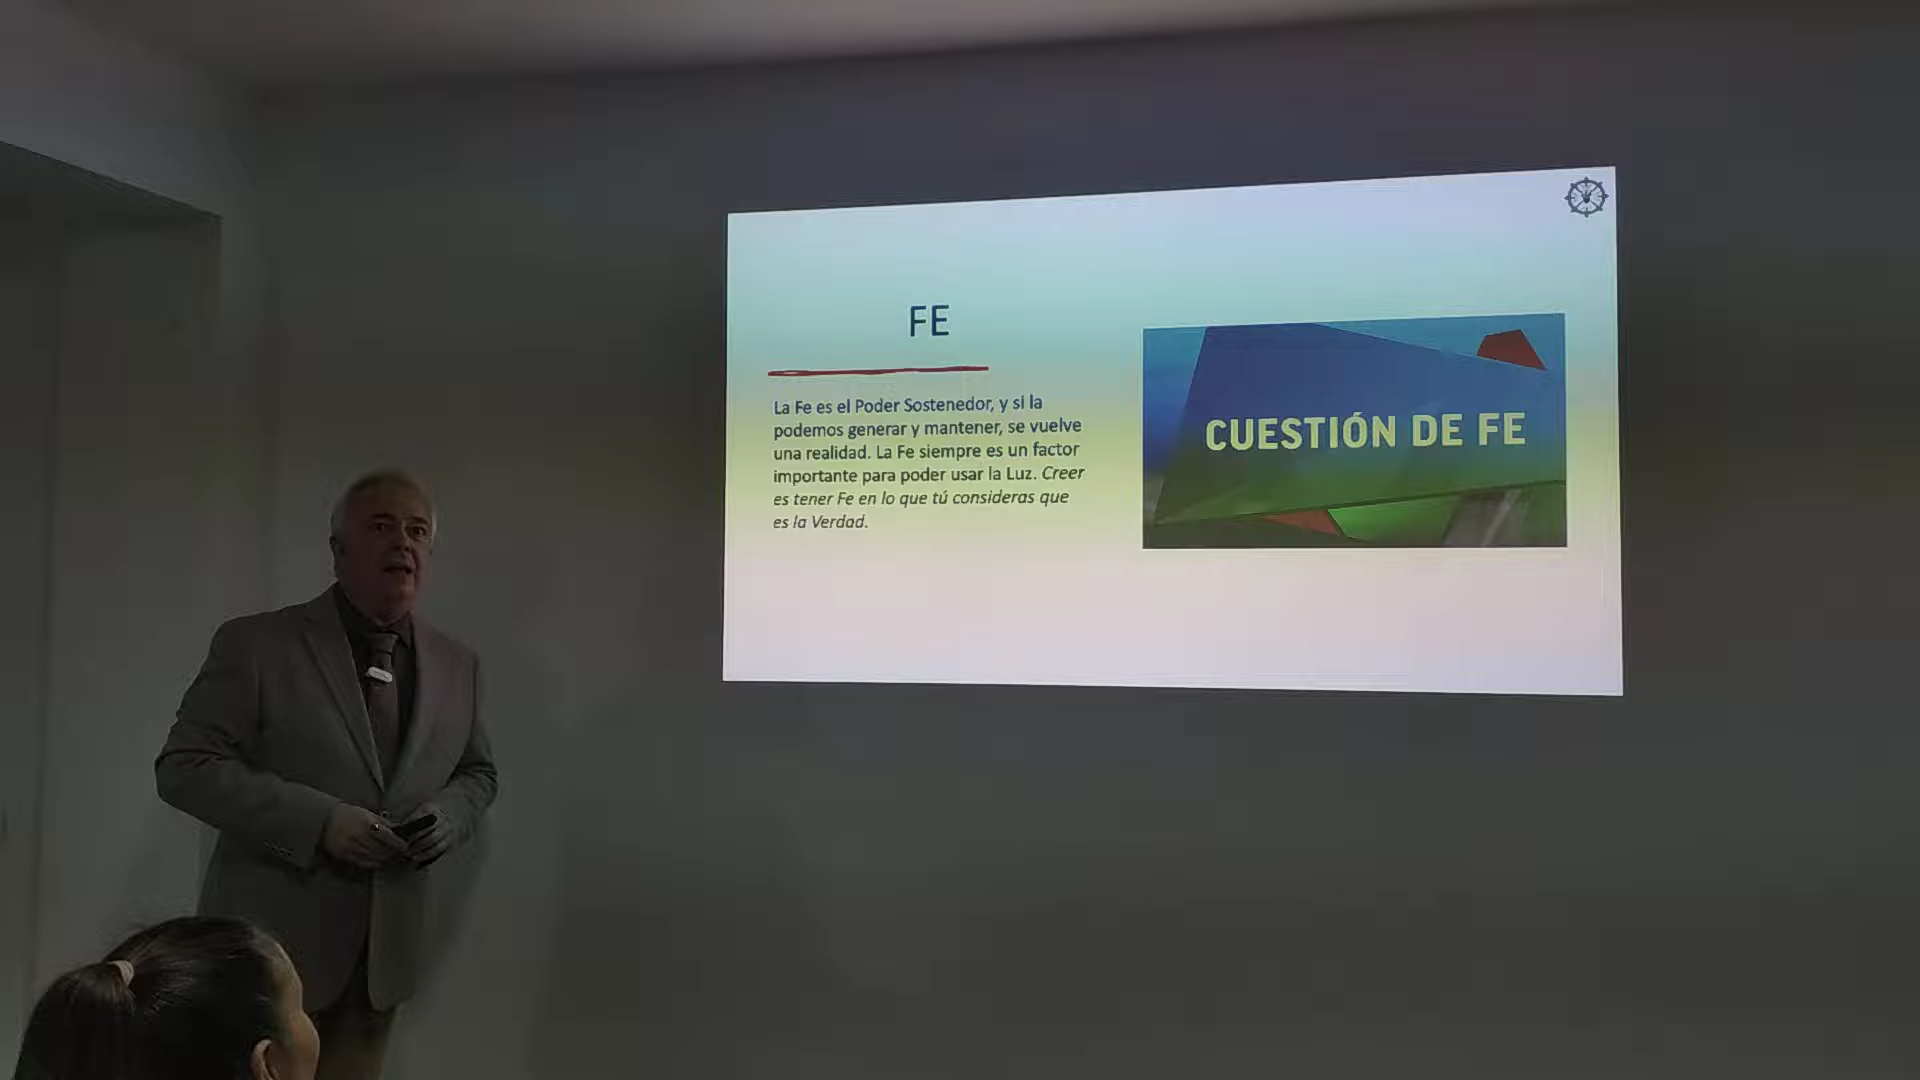 FE
La Fe es el Poder Sostenedor, y si la
podemos generar y mantener, se vuelve
una realidad. La Fe siempre es un factor
importante para poder usar la Luz. Creer
es tener Fe en lo que tú consideras que
es la Verdad.
CUESTIÓN DE FE